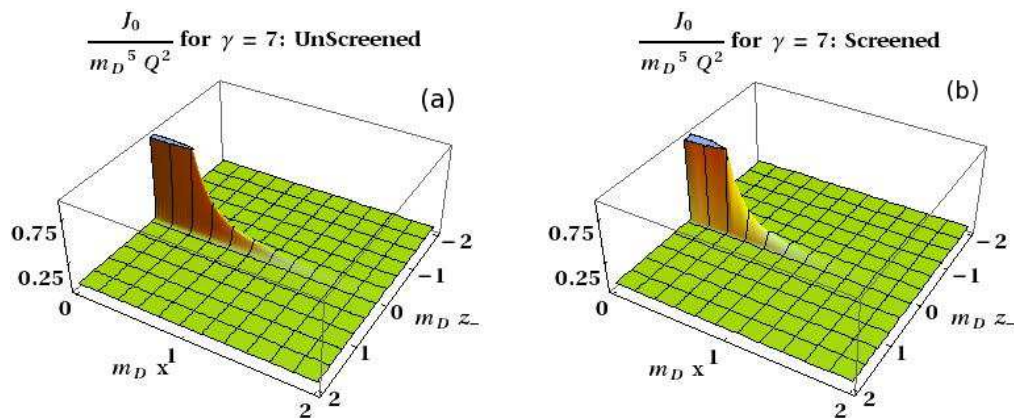 J₀
—— for γ = 7: UnScreened
m_D⁵ Q²
(a)
0.75
0.25
0
m_D x
1
2
-2
-1
0
m_D z₋
1
2
J₀
—— for γ = 7: Screened
m_D⁵ Q²
(b)
0.75
0.25
0
m_D x
1
2
-2
-1
0
m_D z₋
1
2